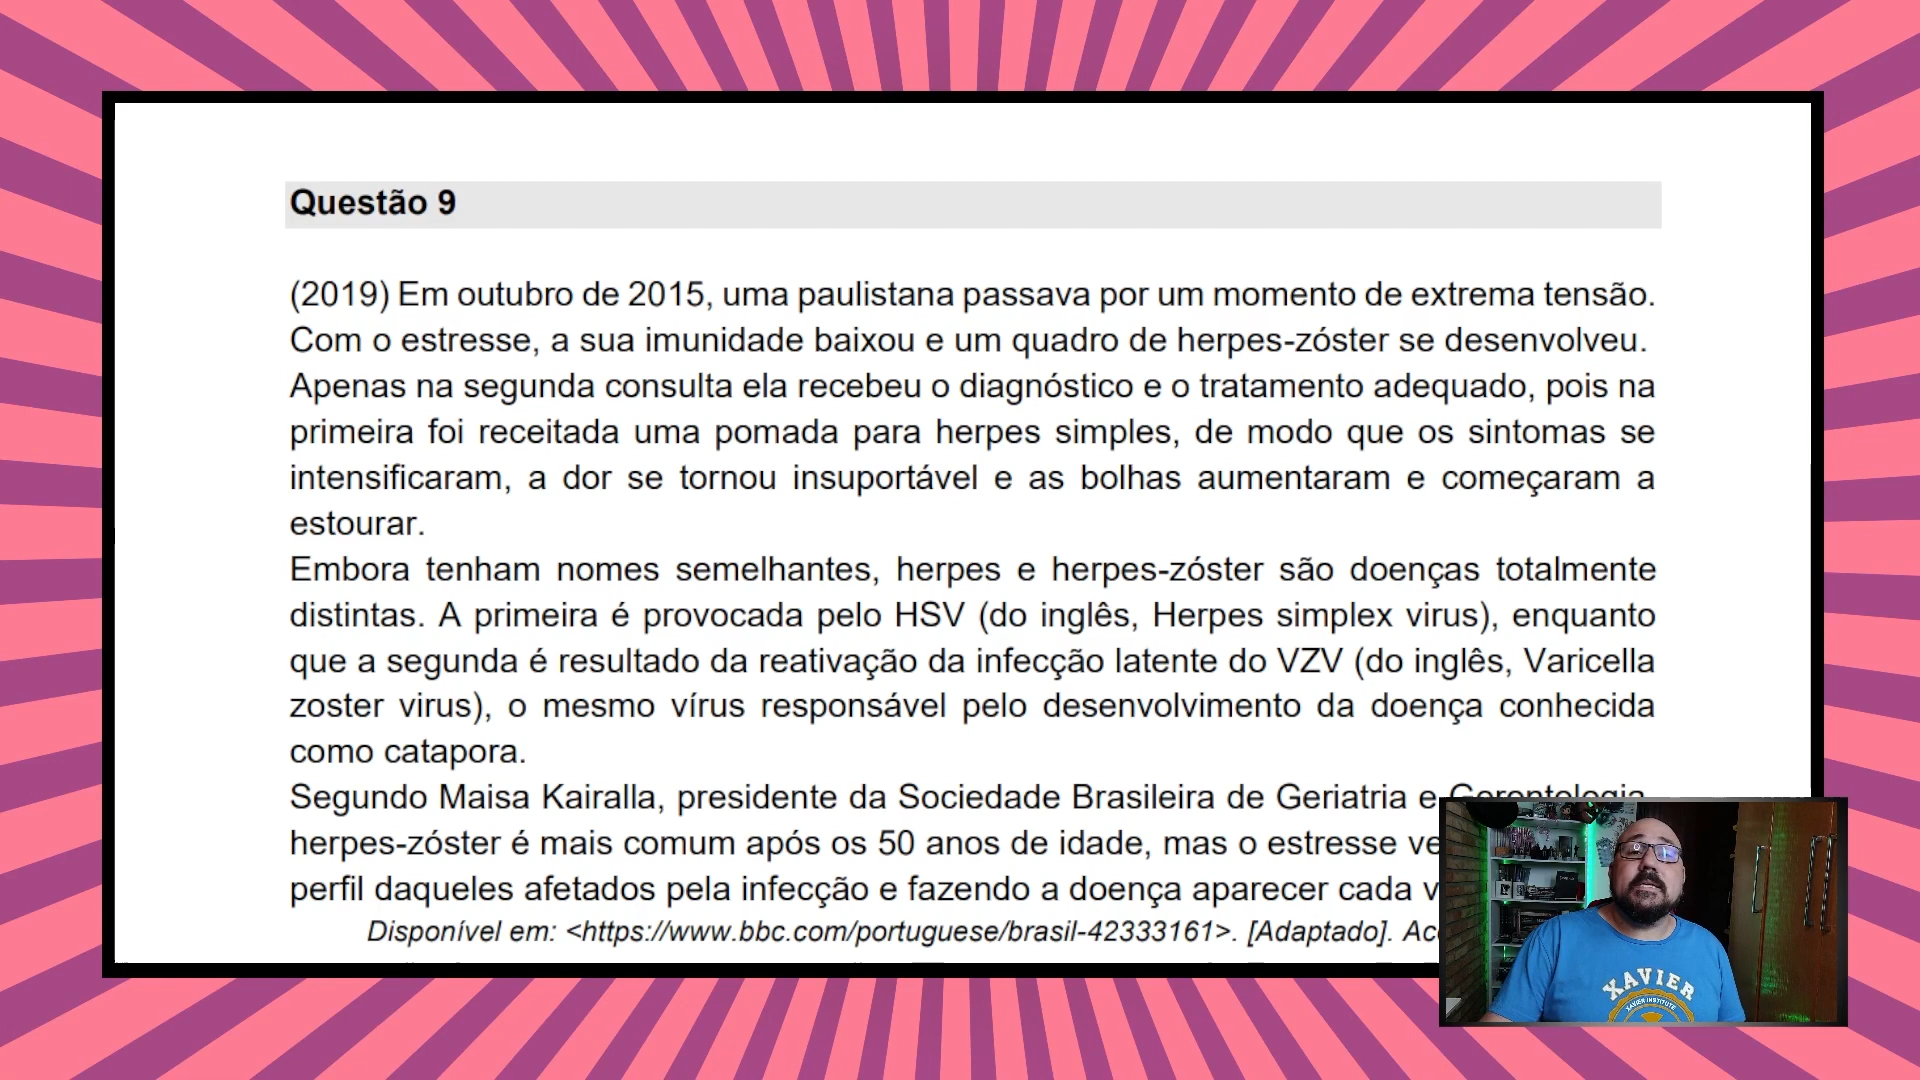 Questão 9
(2019) Em outubro de 2015, uma paulistana passava por um momento de extrema tensão.
Com o estresse, a sua imunidade baixou e um quadro de herpes-zóster se desenvolveu.
Apenas na segunda consulta ela recebeu o diagnóstico e o tratamento adequado, pois na
primeira foi receitada uma pomada para herpes simples, de modo que os sintomas se
intensificaram, a dor se tornou insuportável e as bolhas aumentaram e começaram a
estourar.
Embora tenham nomes semelhantes, herpes e herpes-zóster são doenças totalmente
distintas. A primeira é provocada pelo HSV (do inglês, Herpes simplex virus), enquanto
que a segunda é resultado da reativação da infecção latente do VZV (do inglês, Varicella
zoster virus), o mesmo vírus responsável pelo desenvolvimento da doença conhecida
como catapora.
Segundo Maisa Kairalla, presidente da Sociedade Brasileira de Geriatria e Gerontologia,
herpes-zóster é mais comum após os 50 anos de idade, mas o estresse ve
perfil daqueles afetados pela infecção e fazendo a doença aparecer cada v
Disponível em: <https://www.bbc.com/portuguese/brasil-42333161>. [Adaptado]. Ac
XAVIER
XAVIER INSTITUTE